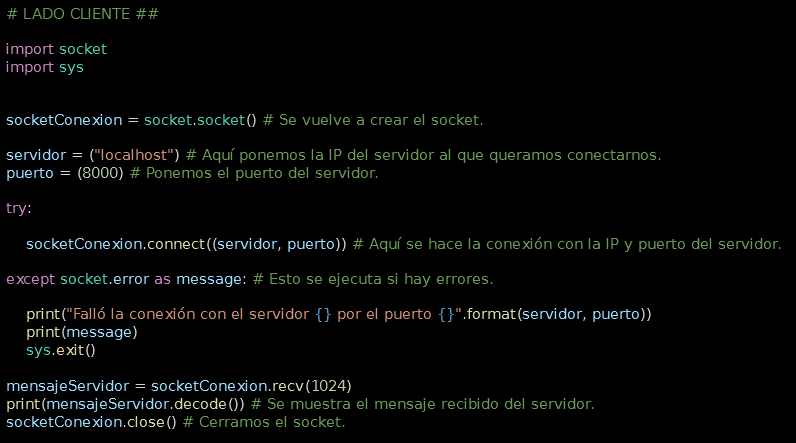 # LADO CLIENTE ##
import socket
import sys
socketConexion = socket.socket() # Se vuelve a crear el socket.
servidor = ("localhost") # Aquí ponemos la IP del servidor al que queramos conectarnos.
puerto = (8000) # Ponemos el puerto del servidor.
try:
socketConexion.connect((servidor, puerto)) # Aquí se hace la conexión con la IP y puerto del servidor.
except socket.error as message: # Esto se ejecuta si hay errores.
print("Falló la conexión con el servidor {} por el puerto {}".format(servidor, puerto))
print(message)
sys.exit()
mensajeServidor = socketConexion.recv(1024)
print(mensajeServidor.decode()) # Se muestra el mensaje recibido del servidor.
socketConexion.close() # Cerramos el socket.